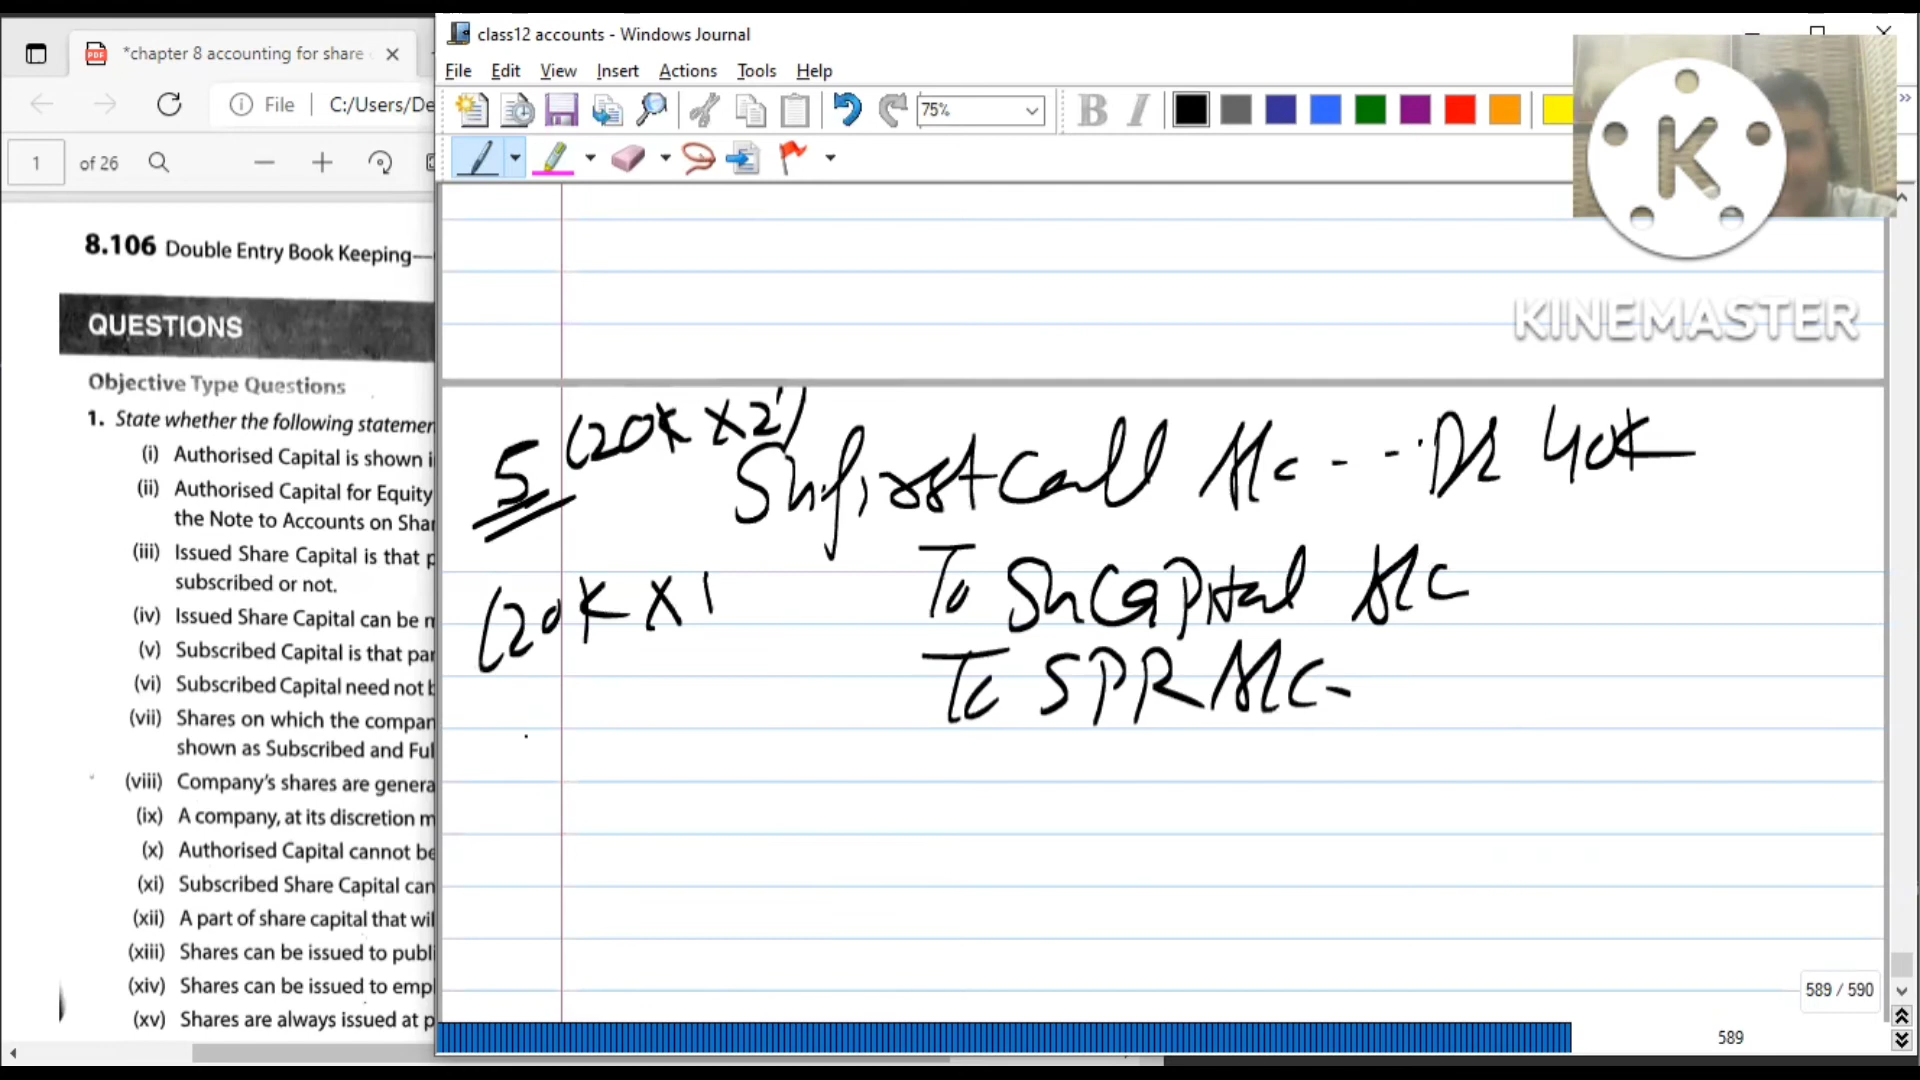 class12 accounts - Windows Journal
*chapter 8 accounting for share
File Edit View Insert Actions Tools Help
File | C:/Users/De
75%
B I
1 of 26
K
KINEMASTER
8.106 Double Entry Book Keeping—
QUESTIONS
Objective Type Questions
1. State whether the following statemen
(i) Authorised Capital is shown i
(ii) Authorised Capital for Equity
the Note to Accounts on Shar
(iii) Issued Share Capital is that p
subscribed or not.
(iv) Issued Share Capital can be n
(v) Subscribed Capital is that par
(vi) Subscribed Capital need not b
(vii) Shares on which the compan
shown as Subscribed and Ful
(viii) Company's shares are genera
(ix) A company, at its discretion m
(x) Authorised Capital cannot be
(xi) Subscribed Share Capital can
(xii) A part of share capital that wil
(xiii) Shares can be issued to publi
(xiv) Shares can be issued to empl
(xv) Shares are always issued at p
5 (20K X2) Sh first Call A/c - - . DR 40K
(20K X1 To Sh Capital A/c
To SPR A/c-
589 / 590
589